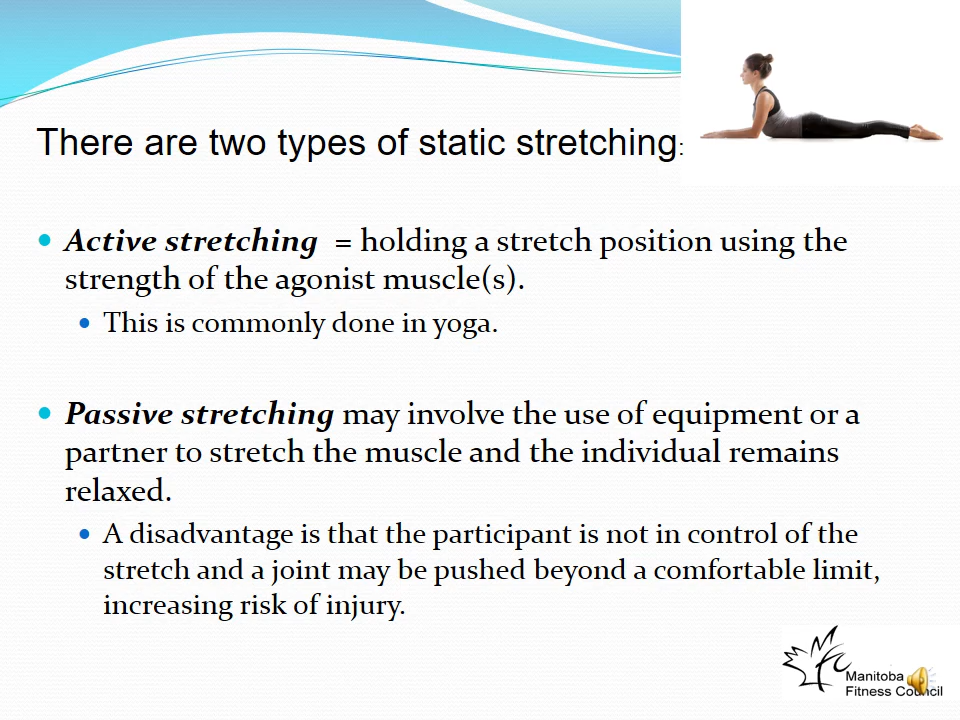 There are two types of static stretching:
Active stretching = holding a stretch position using the
strength of the agonist muscle(s).
This is commonly done in yoga.
Passive stretching may involve the use of equipment or a
partner to stretch the muscle and the individual remains
relaxed.
A disadvantage is that the participant is not in control of the
stretch and a joint may be pushed beyond a comfortable limit,
increasing risk of injury.
Manitoba
Fitness Council